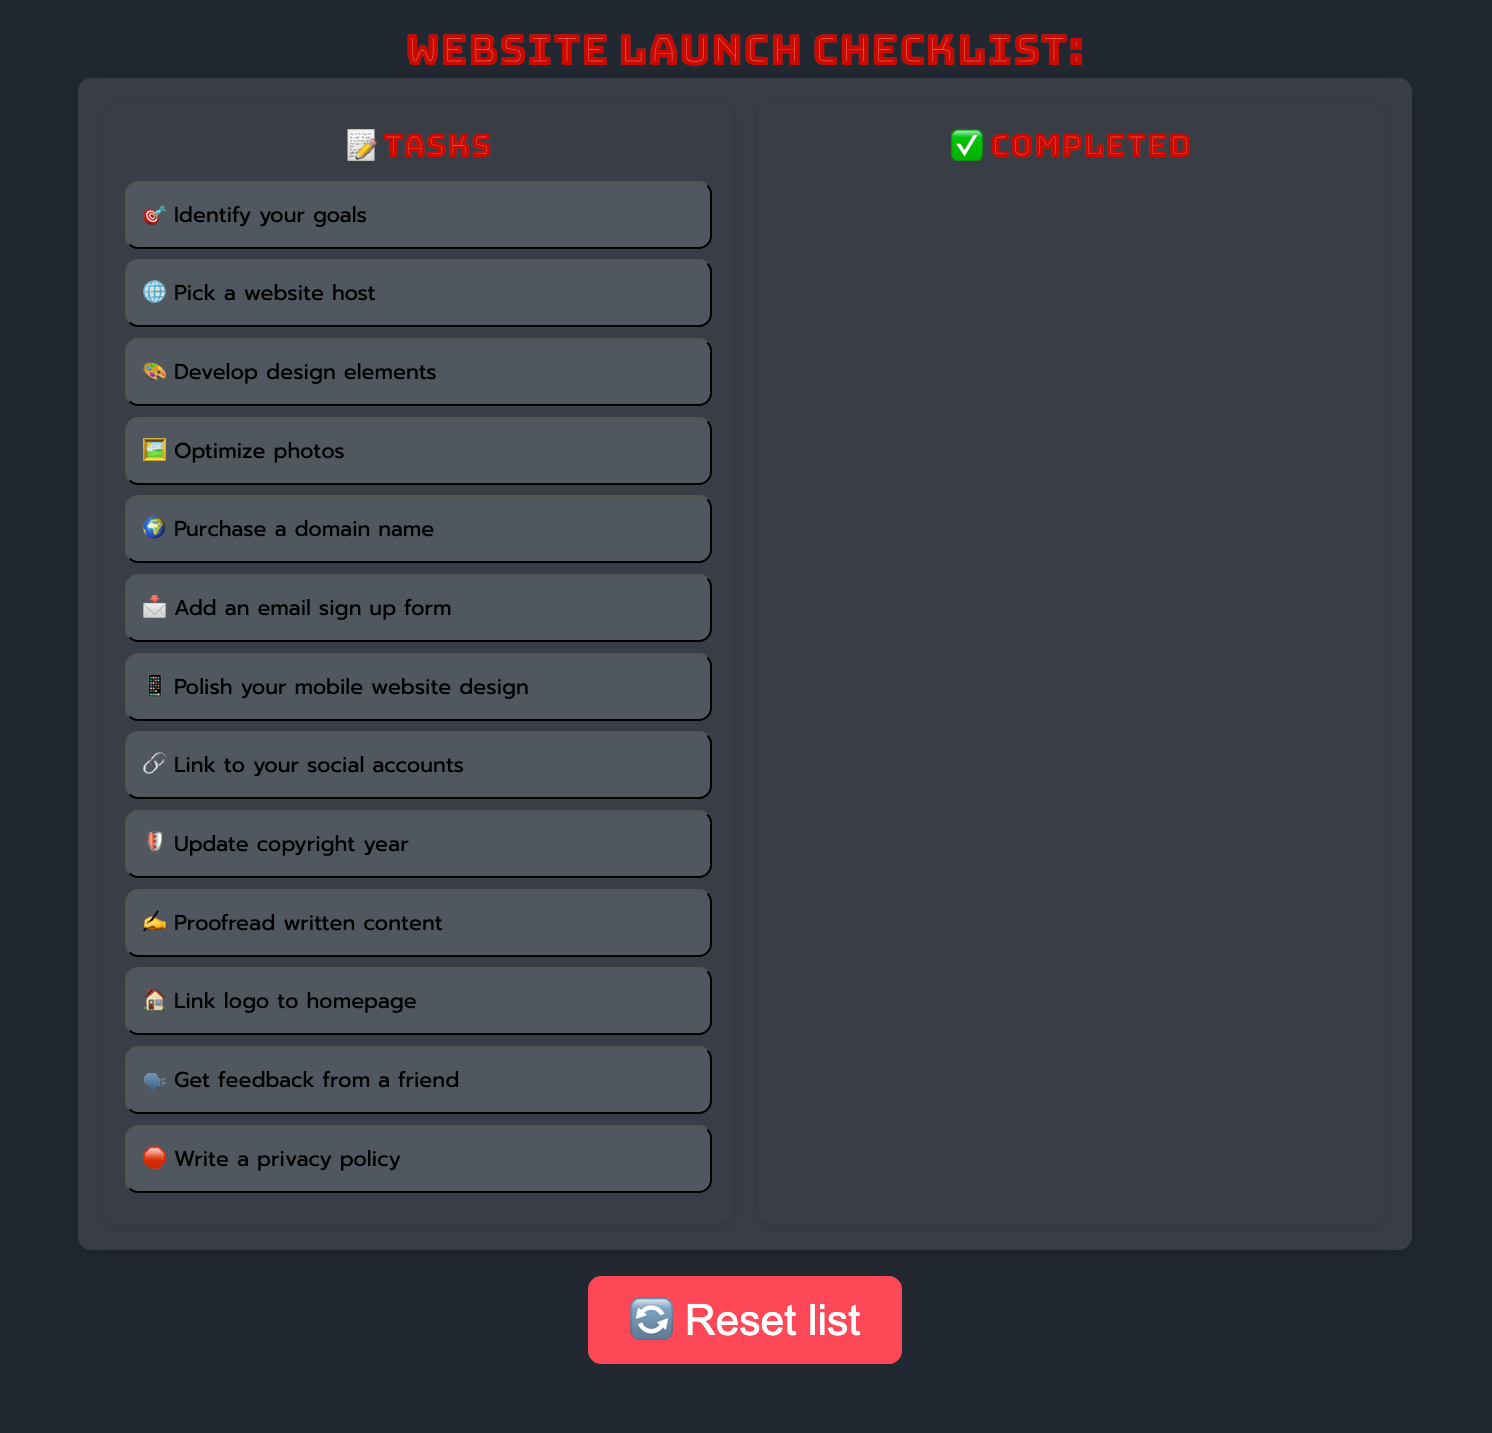 WEBSITE LAUNCH CHECKLIST:
📝 TASKS
🎯 Identify your goals
🌐 Pick a website host
🎨 Develop design elements
🖼️ Optimize photos
🌍 Purchase a domain name
📩 Add an email sign up form
📱 Polish your mobile website design
🔗 Link to your social accounts
🛡️ Update copyright year
✍️ Proofread written content
🏠 Link logo to homepage
🗣️ Get feedback from a friend
🛑 Write a privacy policy
✅ COMPLETED
🔄 Reset list